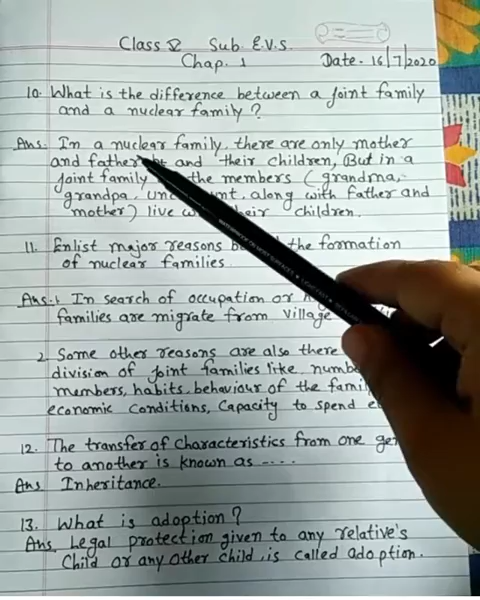 Class V Sub. E.V.S.
Chap. 1 Date - 16/7/2020
10. What is the difference between a joint family
and a nuclear family?
Ans. In a nuclear family, there are only mother
and father and their children, But in a
joint family the members (grandma,
grandpa, along with Father and
mother) live children.
11. Enlist major reasons the formation
of nuclear families.
Ans. 1. In search of occupation or
families are migrate from village
2. Some other reasons are also there
division of joint families like
members, habits, behaviour of the
economic conditions, Capacity to spend
12. The transfer of characteristics from one
to another is known as ----.
Ans Inheritance.
13. What is adoption?
Ans. Legal protection given to any relative's
Child or any other child, is called adoption.